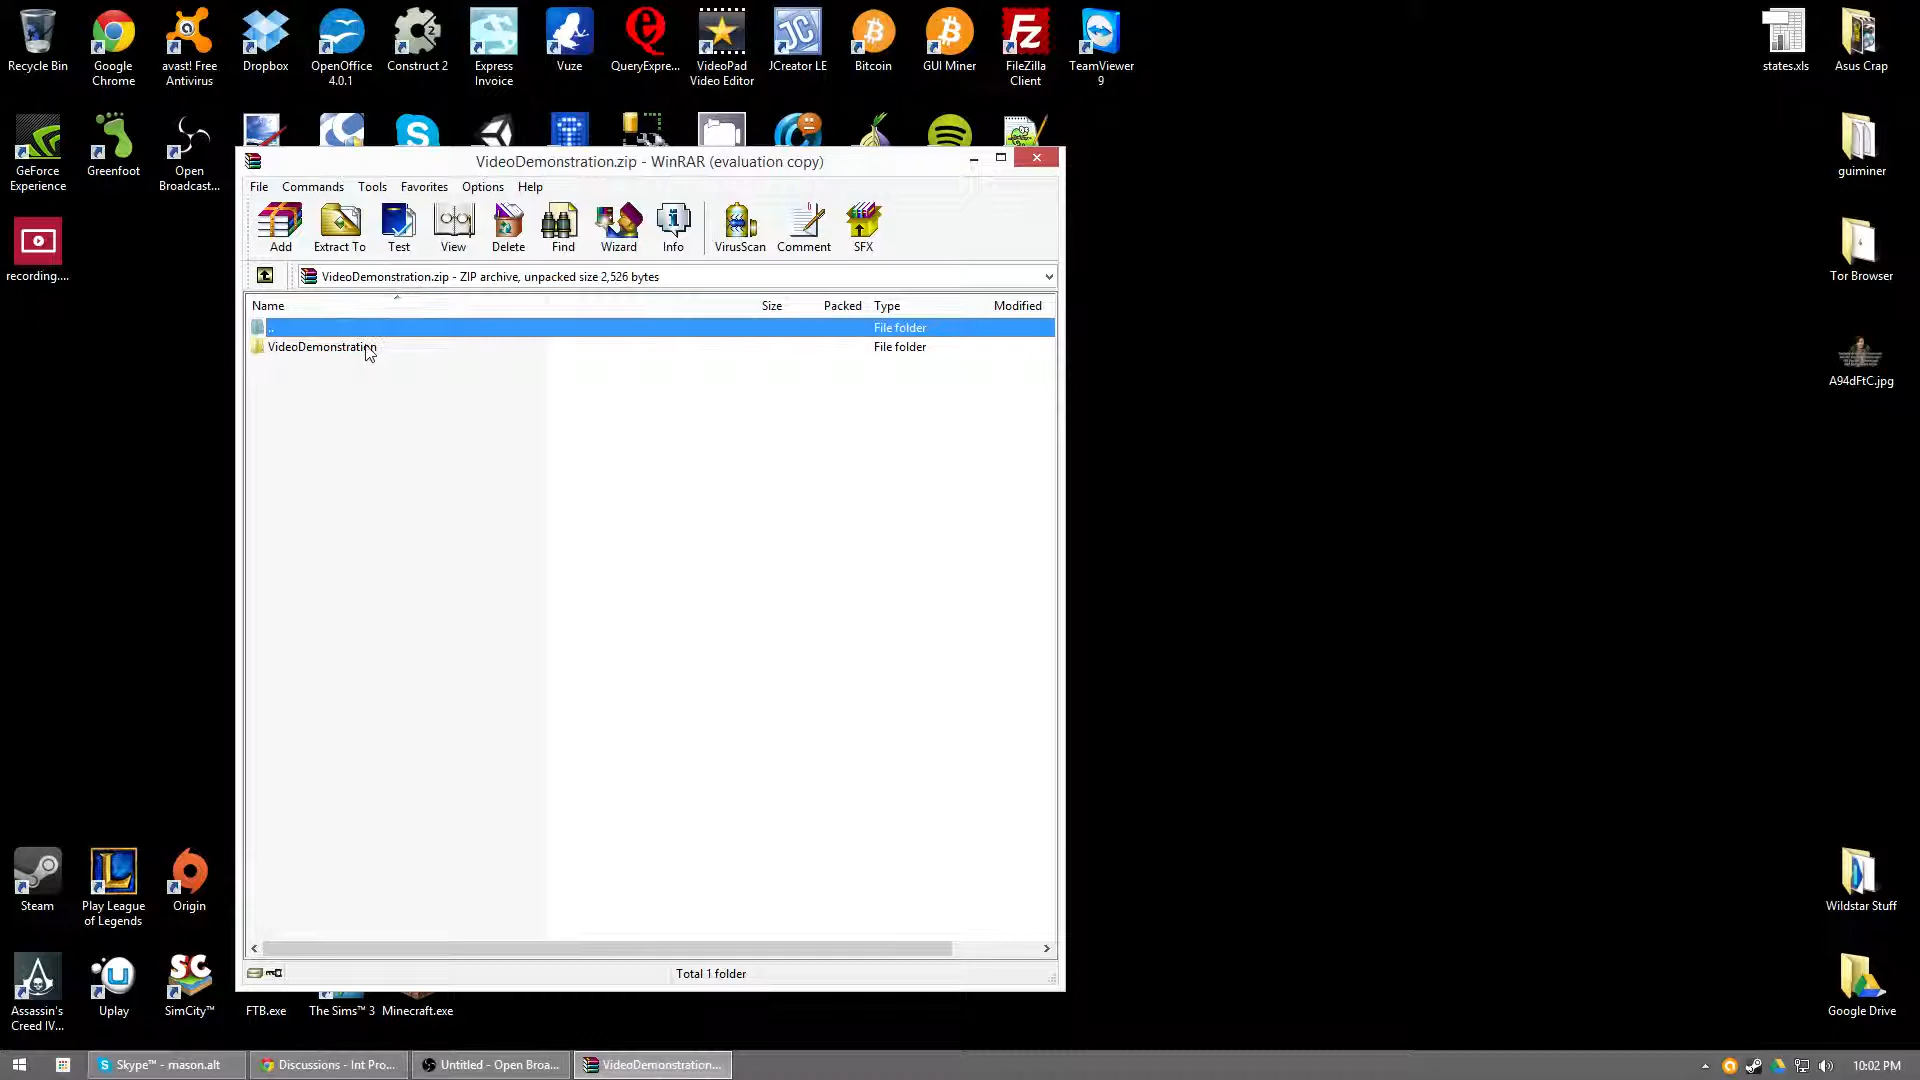 Recycle Bin
Google Chrome
avast! Free Antivirus
Dropbox
OpenOffice 4.0.1
Construct 2
Express Invoice
Vuze
QueryExpre...
VideoPad Video Editor
JCreator LE
Bitcoin
GUI Miner
FileZilla Client
TeamViewer 9
states.xls
Asus Crap
GeForce Experience
Greenfoot
Open Broadcast...
guiminer
VideoDemonstration.zip - WinRAR (evaluation copy)
File Commands Tools Favorites Options Help
Add Extract To Test View Delete Find Wizard Info VirusScan Comment SFX
recording....
Tor Browser
VideoDemonstration.zip - ZIP archive, unpacked size 2,526 bytes
Name Size Packed Type Modified
.. File folder
VideoDemonstration File folder
A94dFtC.jpg
Steam
Play League of Legends
Origin
Wildstar Stuff
Total 1 folder
Assassin's Creed IV...
Uplay
SimCity™
FTB.exe
The Sims™ 3
Minecraft.exe
Google Drive
Skype™ - mason.alt
Discussions - Int Pro...
Untitled - Open Broa...
VideoDemonstration...
10:02 PM